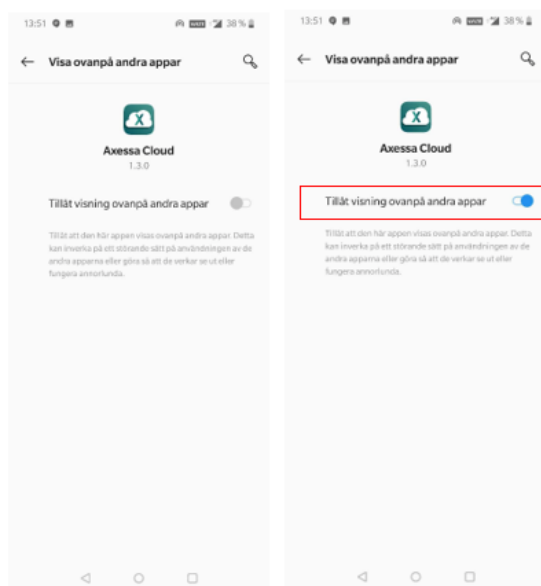 13:51
38 %
Visa ovanpå andra appar
Axessa Cloud
1.3.0
Tillåt visning ovanpå andra appar
Tillåt att den här appen visas ovanpå andra appar. Detta
kan inverka på ett störande sätt på användningen av de
andra apparna eller göra så att de verkar se ut eller
fungera annorlunda.
13:51
38 %
Visa ovanpå andra appar
Axessa Cloud
1.3.0
Tillåt visning ovanpå andra appar
Tillåt att den här appen visas ovanpå andra appar. Detta
kan inverka på ett störande sätt på användningen av de
andra apparna eller göra så att de verkar se ut eller
fungera annorlunda.